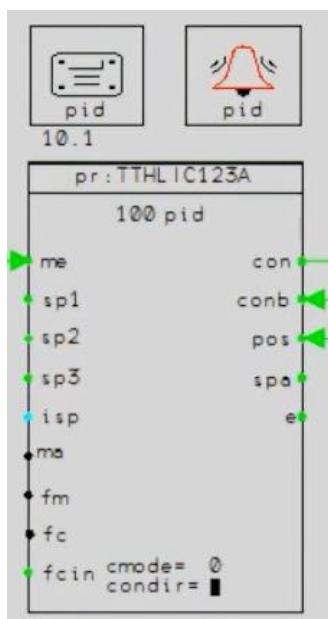 pid pid
10.1
pr:TTHLIC123A
100 pid
me con
sp1 conb
sp2 pos
sp3 spa
isp e
ma
fm
fc
fcin cmode= 0
condir=